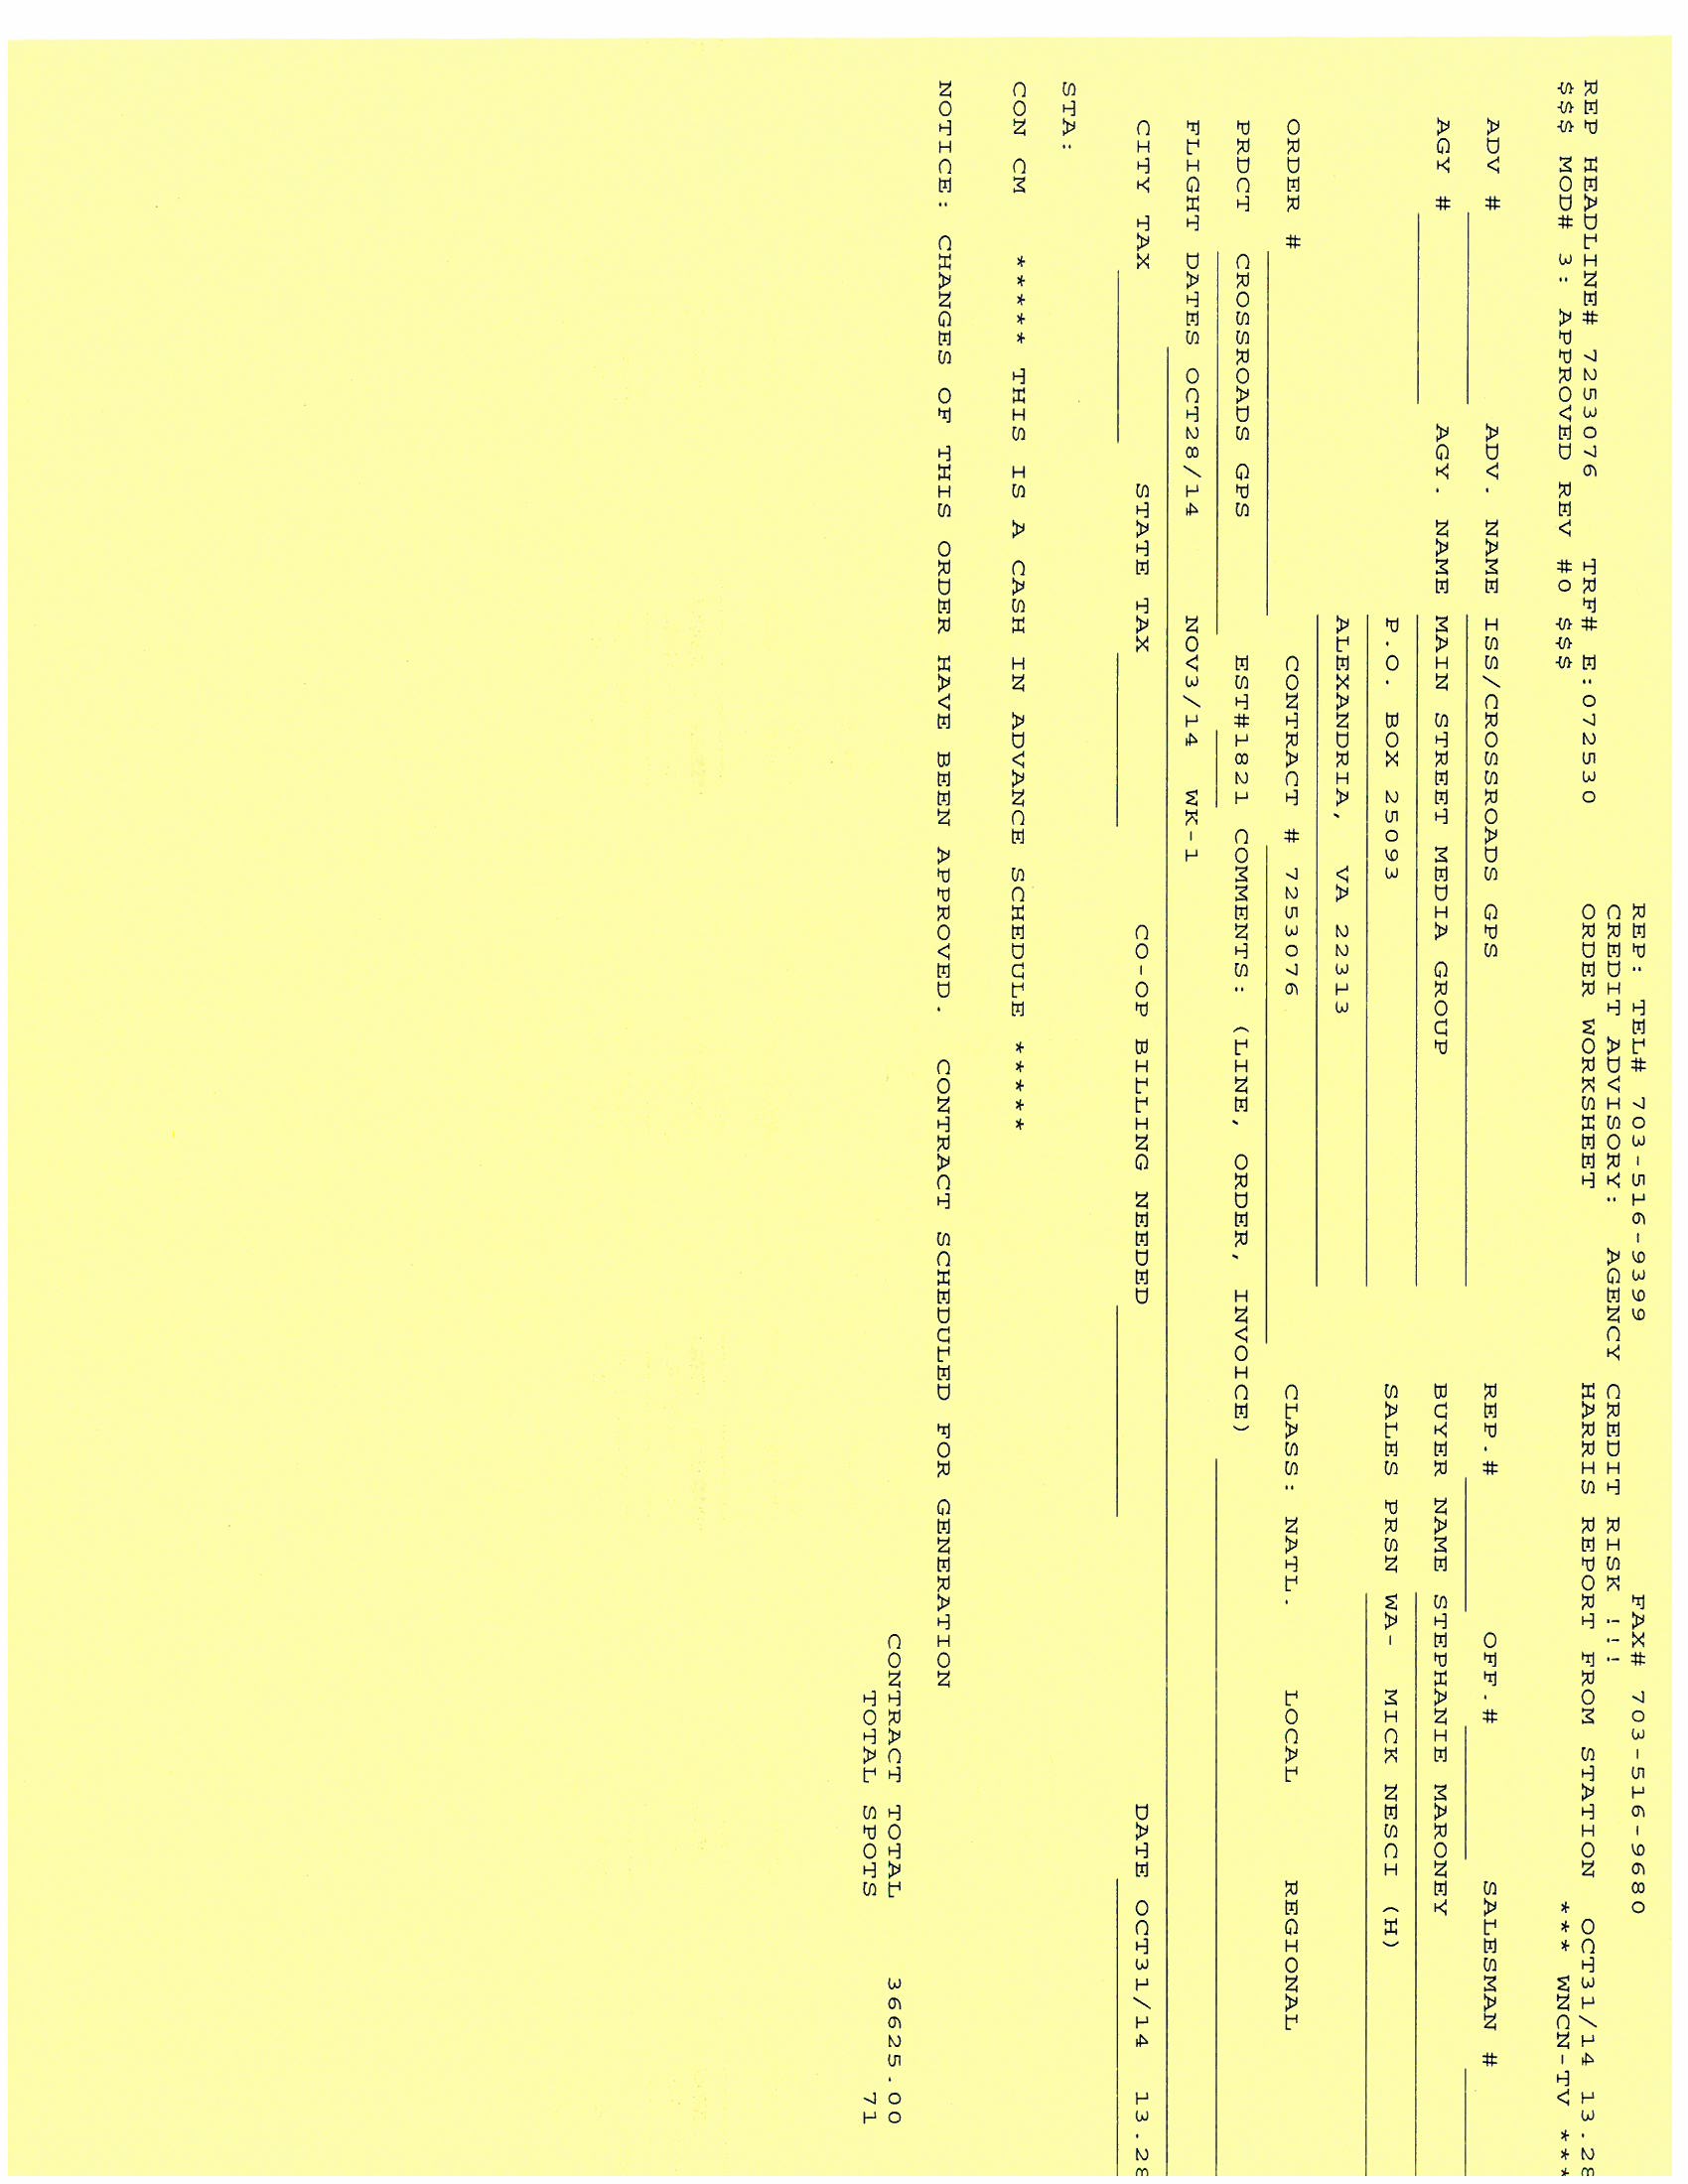 REP: TEL# 703-516-9399 FAX# 703-516-9680
CREDIT ADVISORY: AGENCY CREDIT RISK !!!
ORDER WORKSHEET HARRIS REPORT FROM STATION OCT31/14 13.28
REP HEADLINE# 7253076 TRF# E:072530
$$$ MOD# 3: APPROVED REV #0 $$$ *** WNCN-TV ***
ADV # ADV. NAME ISS/CROSSROADS GPS REP.# OFF.# SALESMAN #
AGY # AGY. NAME MAIN STREET MEDIA GROUP BUYER NAME STEPHANIE MARONEY
P.O. BOX 25093 SALES PRSN WA- MICK NESCI (H)
ALEXANDRIA, VA 22313
ORDER # CONTRACT # 7253076 CLASS: NATL. LOCAL REGIONAL
PRDCT CROSSROADS GPS EST#1821 COMMENTS: (LINE, ORDER, INVOICE)
FLIGHT DATES OCT28/14 NOV3/14 WK-1
CITY TAX STATE TAX CO-OP BILLING NEEDED DATE OCT31/14 13.28
STA:
CON CM ***** THIS IS A CASH IN ADVANCE SCHEDULE *****
NOTICE: CHANGES OF THIS ORDER HAVE BEEN APPROVED. CONTRACT SCHEDULED FOR GENERATION
CONTRACT TOTAL 36625.00
TOTAL SPOTS 71